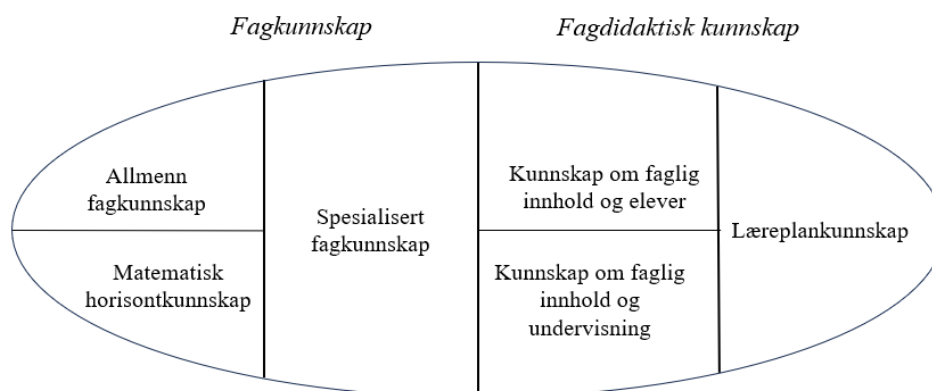 Fagkunnskap
Fagdidaktisk kunnskap
Allmenn
fagkunnskap
Matematisk
horisontkunnskap
Spesialisert
fagkunnskap
Kunnskap om faglig
innhold og elever
Kunnskap om faglig
innhold og
undervisning
Læreplankunnskap